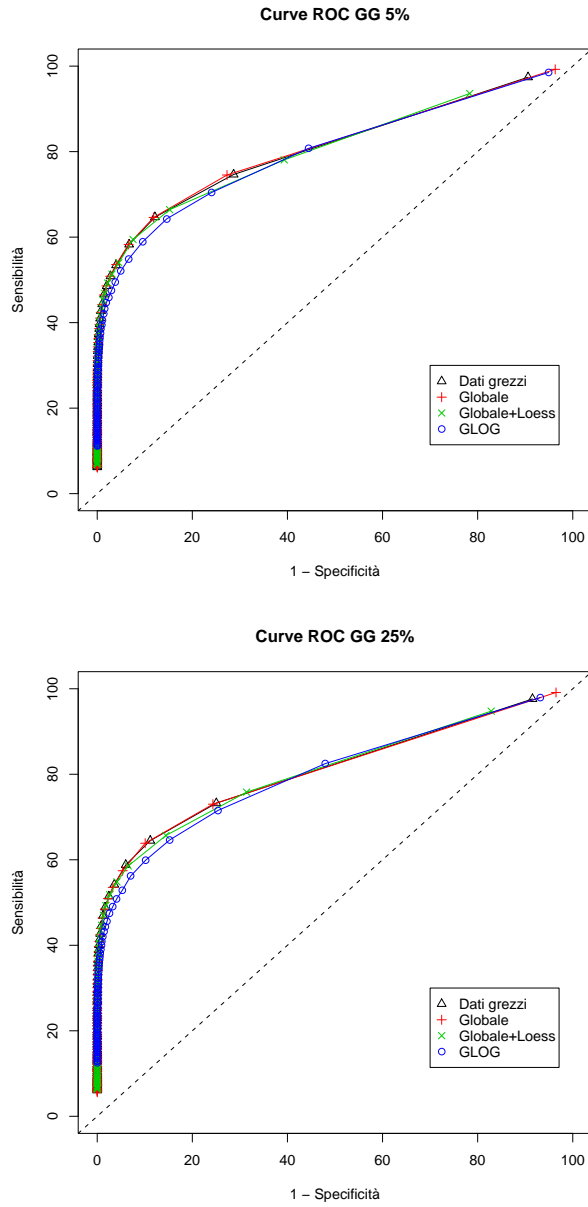 Curve ROC GG 5%
Sensibilità
100
80
60
40
20
0
Dati grezzi
Globale
Globale+Loess
GLOG
0 20 40 60 80 100
1 − Specificità
Curve ROC GG 25%
Sensibilità
100
80
60
40
20
0
Dati grezzi
Globale
Globale+Loess
GLOG
0 20 40 60 80 100
1 − Specificità